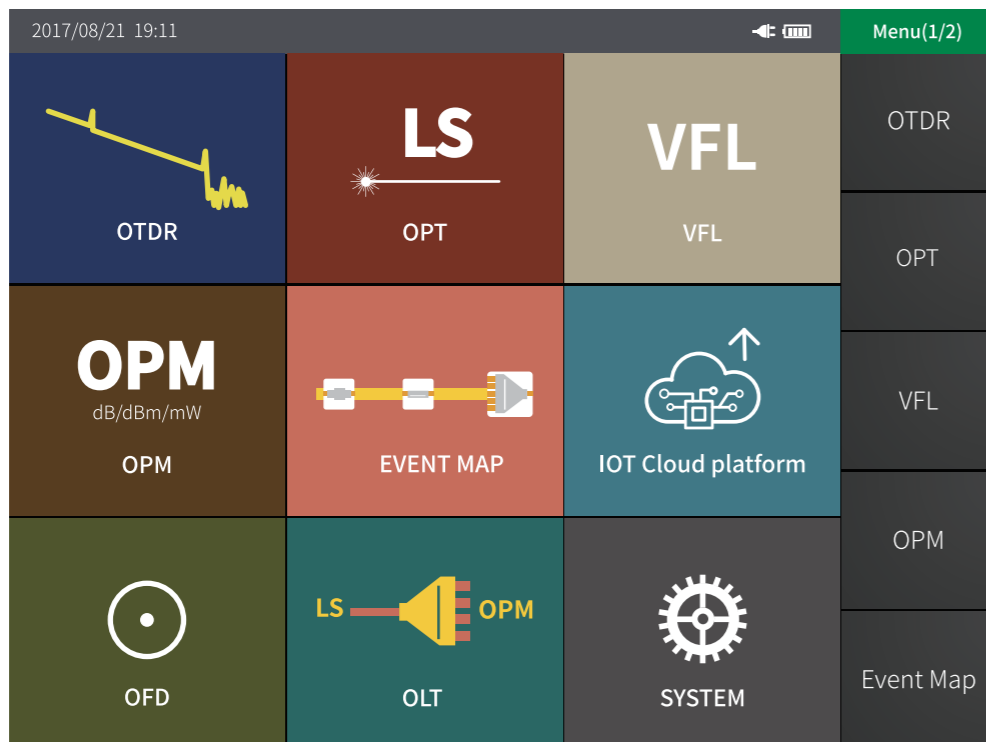 2017/08/21 19:11
Menu(1/2)
OTDR
LS
OPT
VFL
VFL
OPM
dB/dBm/mW
OPM
EVENT MAP
IOT Cloud platform
OFD
LS OPM
OLT
SYSTEM
OTDR
OPT
VFL
OPM
Event Map